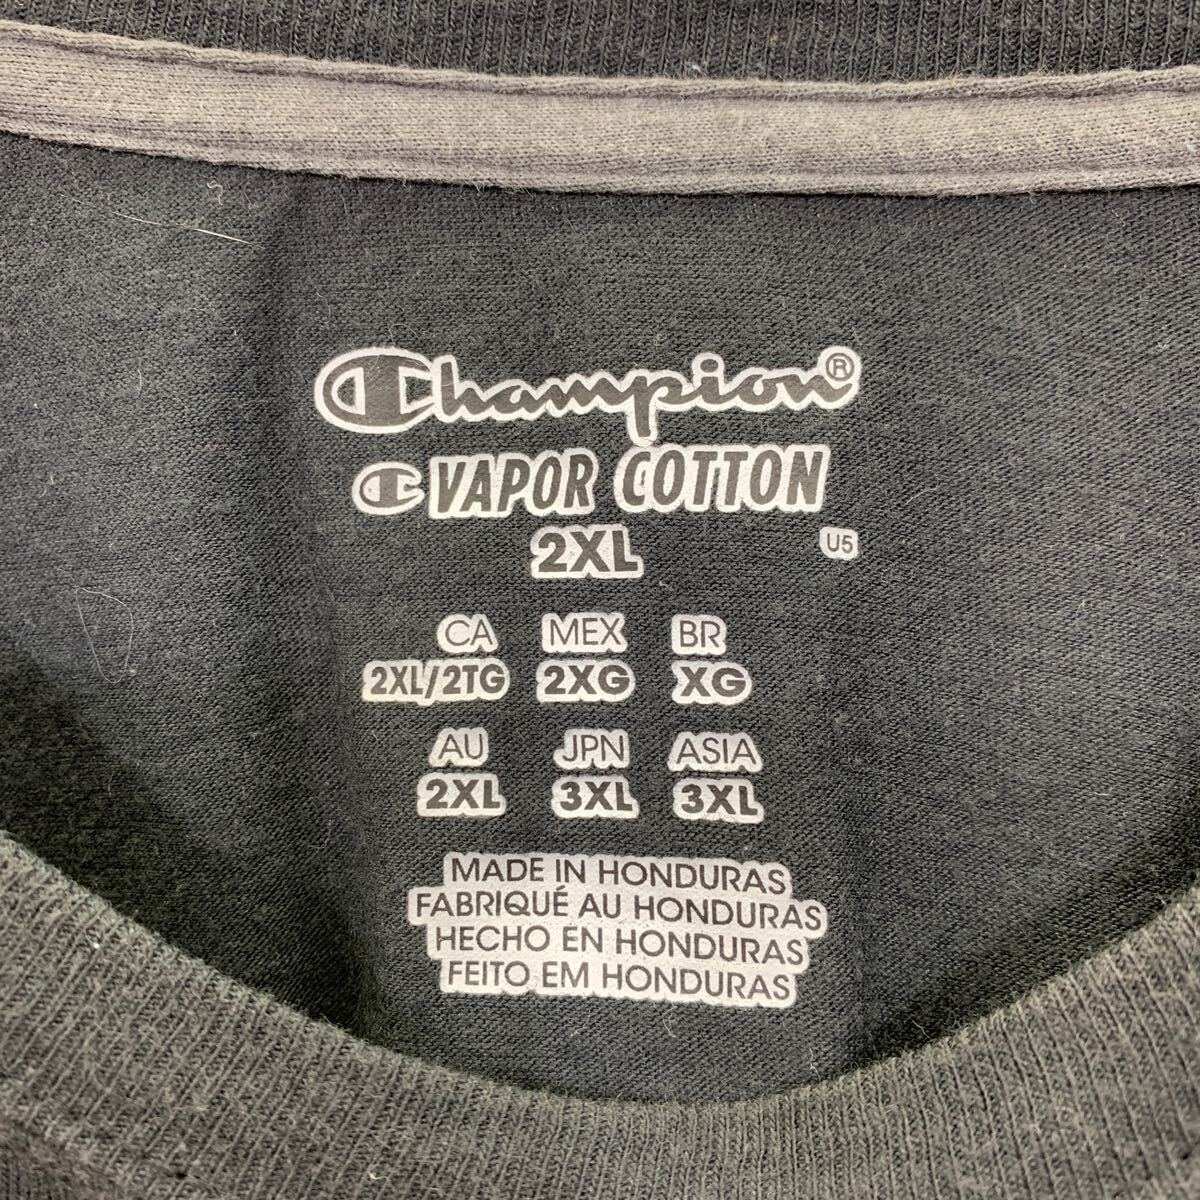 Champion®
VAPOR COTTON
2XL U5
CA MEX BR
2XL/2TG 2XG XG
AU JPN ASIA
2XL 3XL 3XL
MADE IN HONDURAS
FABRIQUÉ AU HONDURAS
HECHO EN HONDURAS
FEITO EM HONDURAS